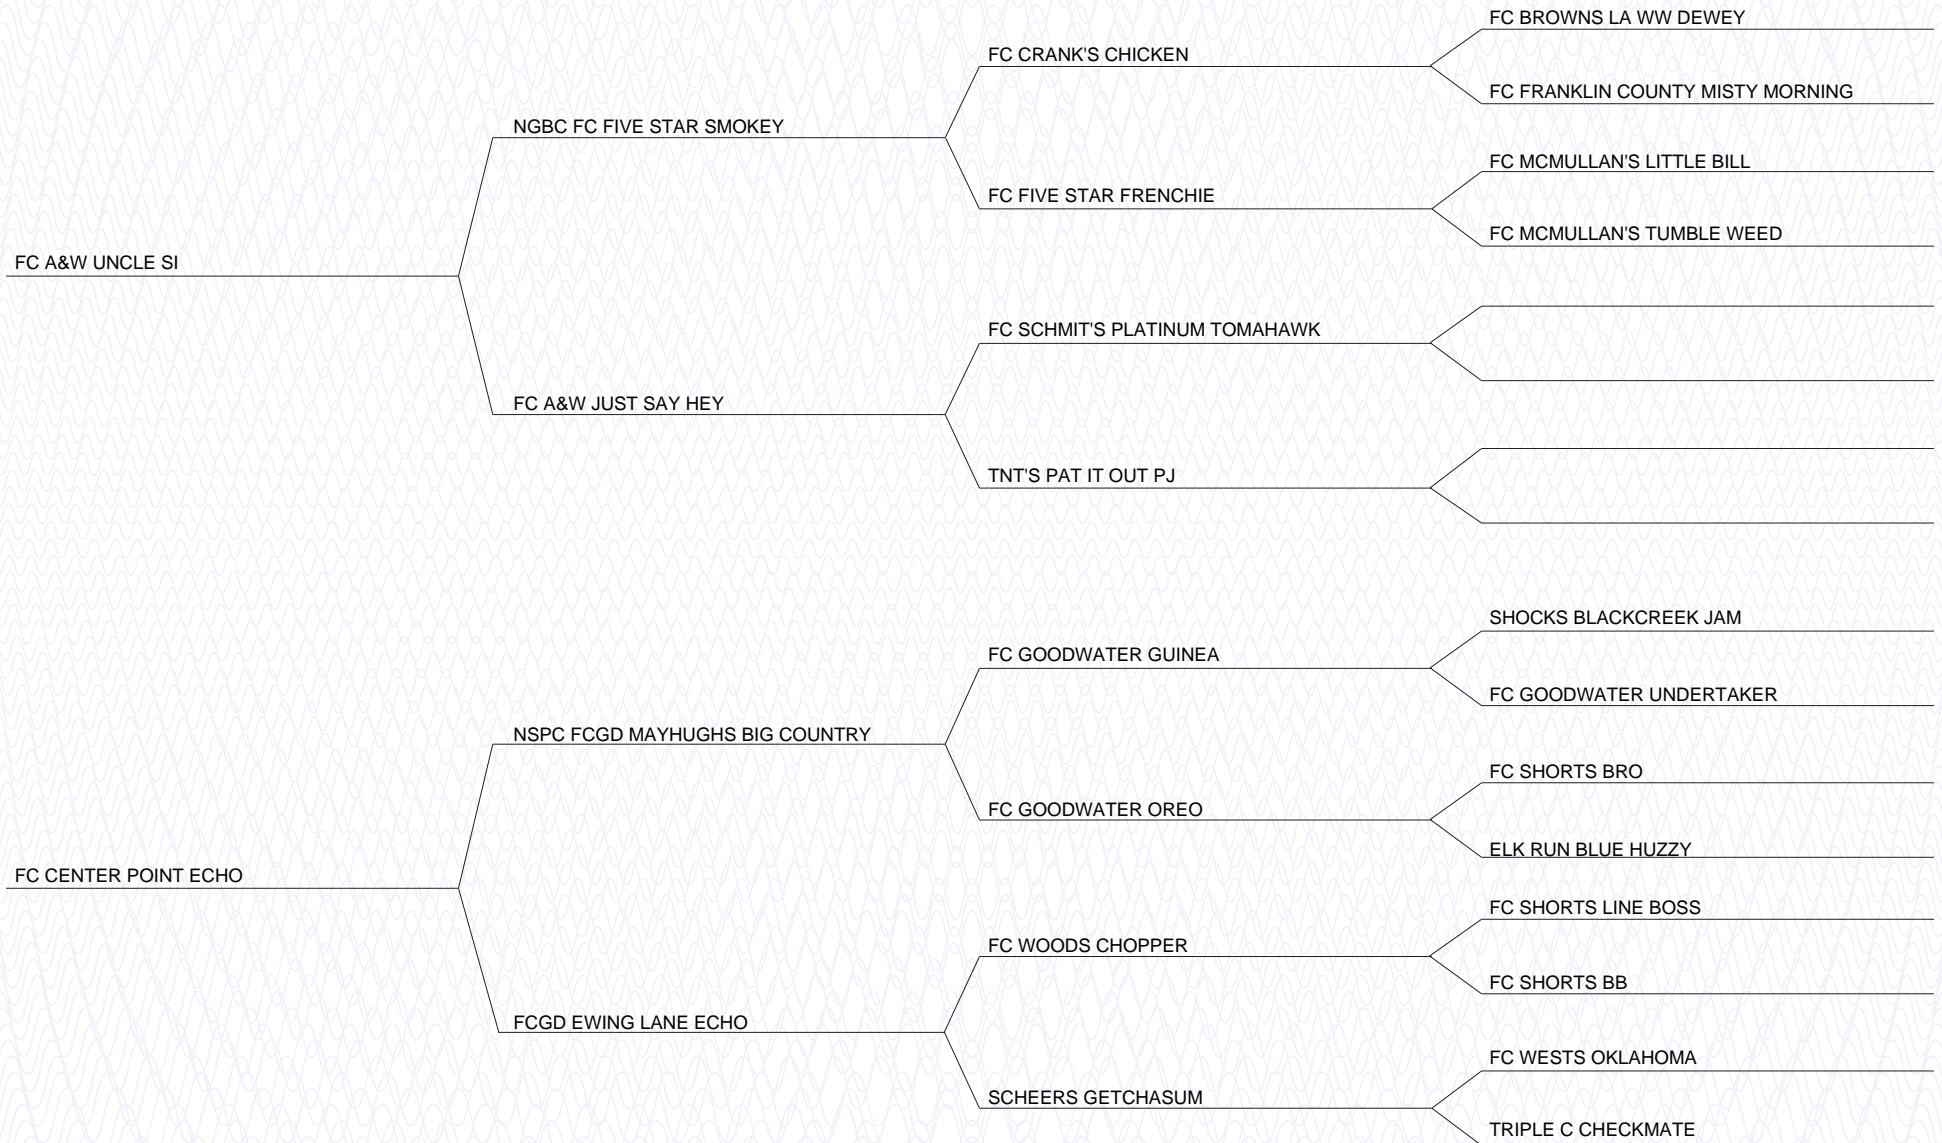 FC BROWNS LA WW DEWEY
FC CRANK'S CHICKEN
FC FRANKLIN COUNTY MISTY MORNING
NGBC FC FIVE STAR SMOKEY
FC MCMULLAN'S LITTLE BILL
FC FIVE STAR FRENCHIE
FC MCMULLAN'S TUMBLE WEED
FC A&W UNCLE SI
FC SCHMIT'S PLATINUM TOMAHAWK
FC A&W JUST SAY HEY
TNT'S PAT IT OUT PJ
SHOCKS BLACKCREEK JAM
FC GOODWATER GUINEA
FC GOODWATER UNDERTAKER
NSPC FCGD MAYHUGHS BIG COUNTRY
FC SHORTS BRO
FC GOODWATER OREO
ELK RUN BLUE HUZZY
FC CENTER POINT ECHO
FC SHORTS LINE BOSS
FC WOODS CHOPPER
FC SHORTS BB
FCGD EWING LANE ECHO
FC WESTS OKLAHOMA
SCHEERS GETCHASUM
TRIPLE C CHECKMATE